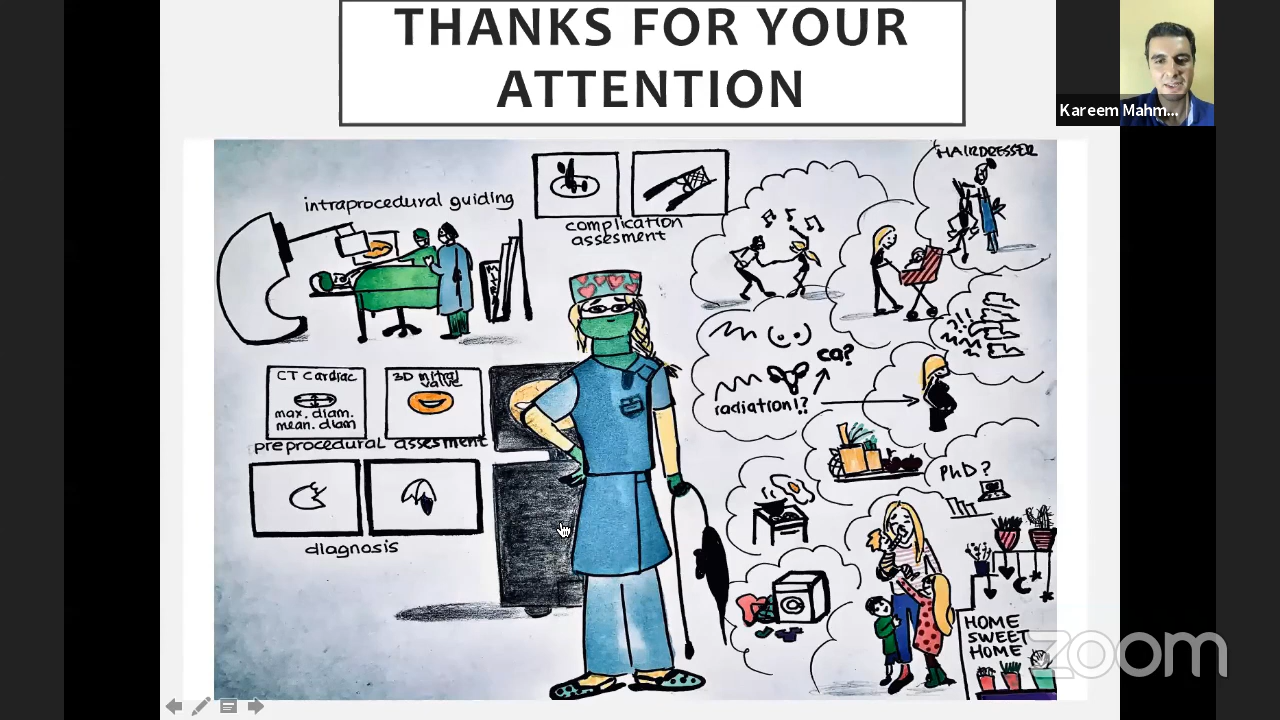 THANKS FOR YOUR
ATTENTION
Kareem Mahm...
HAIRDRESSER
intraprocedural guiding
complication
assesment
CT Cardiac
max. diam.
mean. diam
3D mitral
valve
preprocedural assesment
diagnosis
ca?
radiation!?
PhD?
HOME
SWEET
HOME
zoom